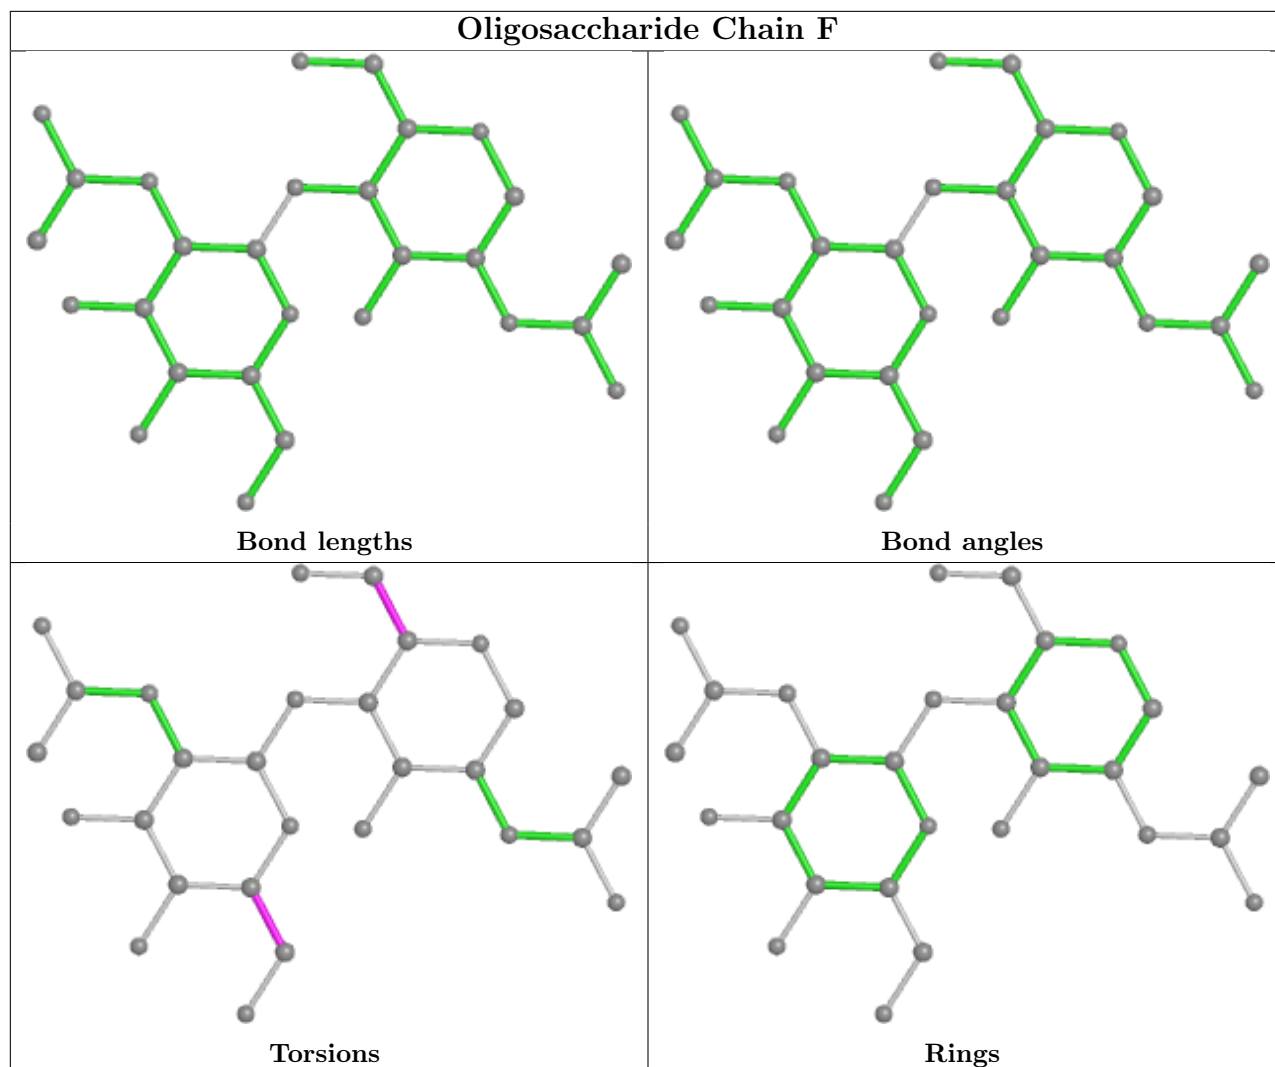 Oligosaccharide Chain F
Bond lengths
Bond angles
Torsions
Rings